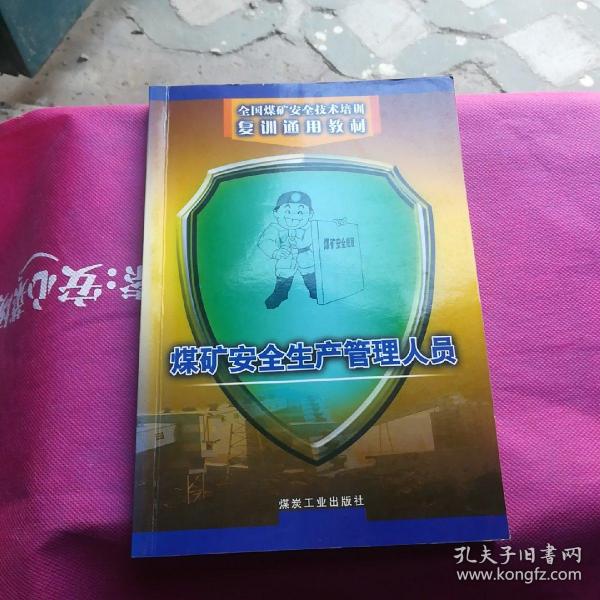 全国煤矿安全技术培训
复训通用教材
煤矿安全规程
煤矿安全生产管理人员
煤炭工业出版社
:安心
孔夫子旧书网
www.kongfz.com